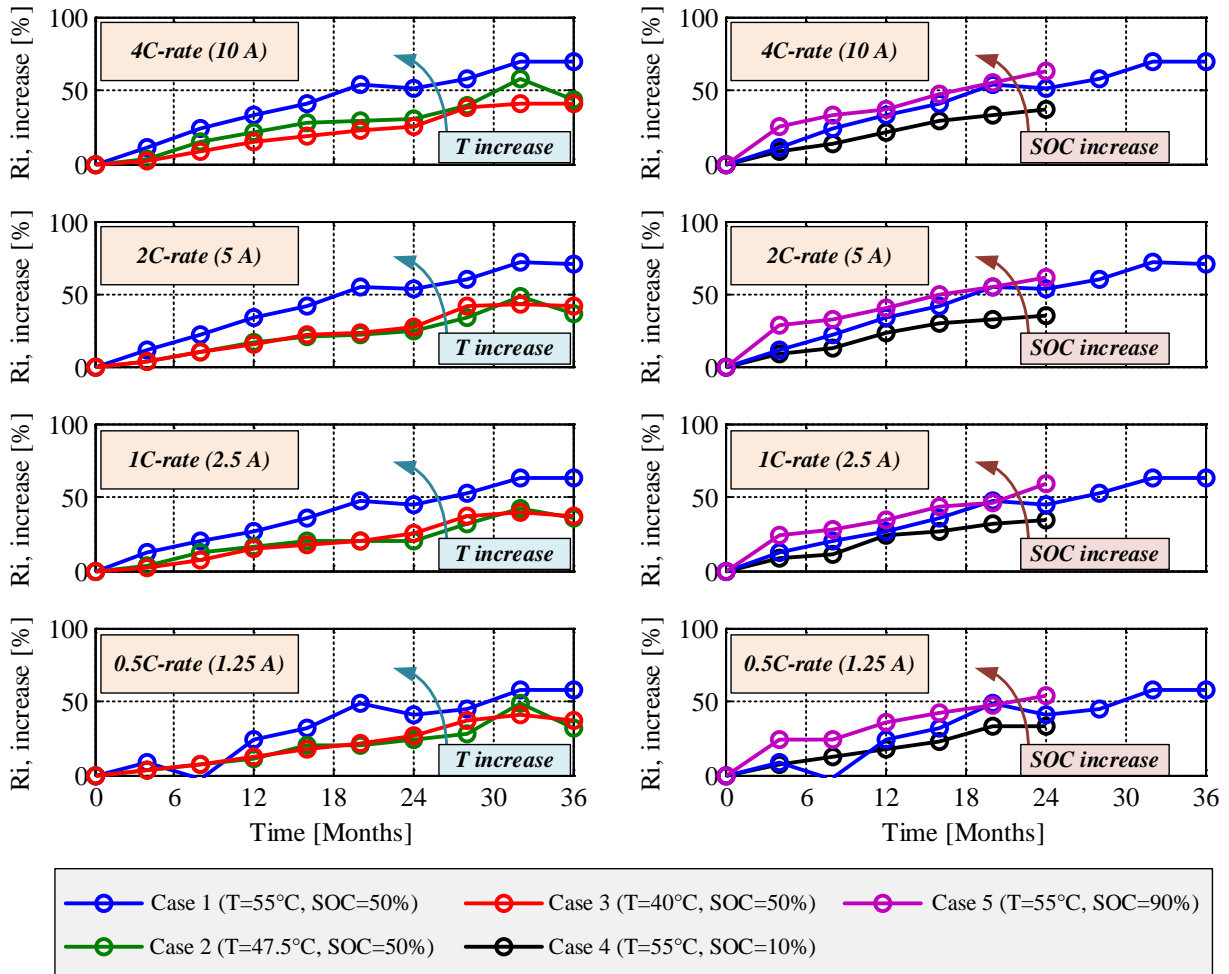 Ri, increase [%]
100
50
0
4C-rate (10 A)
T increase
Ri, increase [%]
100
50
0
4C-rate (10 A)
SOC increase
Ri, increase [%]
100
50
0
2C-rate (5 A)
T increase
Ri, increase [%]
100
50
0
2C-rate (5 A)
SOC increase
Ri, increase [%]
100
50
0
1C-rate (2.5 A)
T increase
Ri, increase [%]
100
50
0
1C-rate (2.5 A)
SOC increase
Ri, increase [%]
100
50
0
0.5C-rate (1.25 A)
T increase
0 6 12 18 24 30 36
Time [Months]
Ri, increase [%]
100
50
0
0.5C-rate (1.25 A)
SOC increase
0 6 12 18 24 30 36
Time [Months]
Case 1 (T=55°C, SOC=50%)
Case 3 (T=40°C, SOC=50%)
Case 5 (T=55°C, SOC=90%)
Case 2 (T=47.5°C, SOC=50%)
Case 4 (T=55°C, SOC=10%)